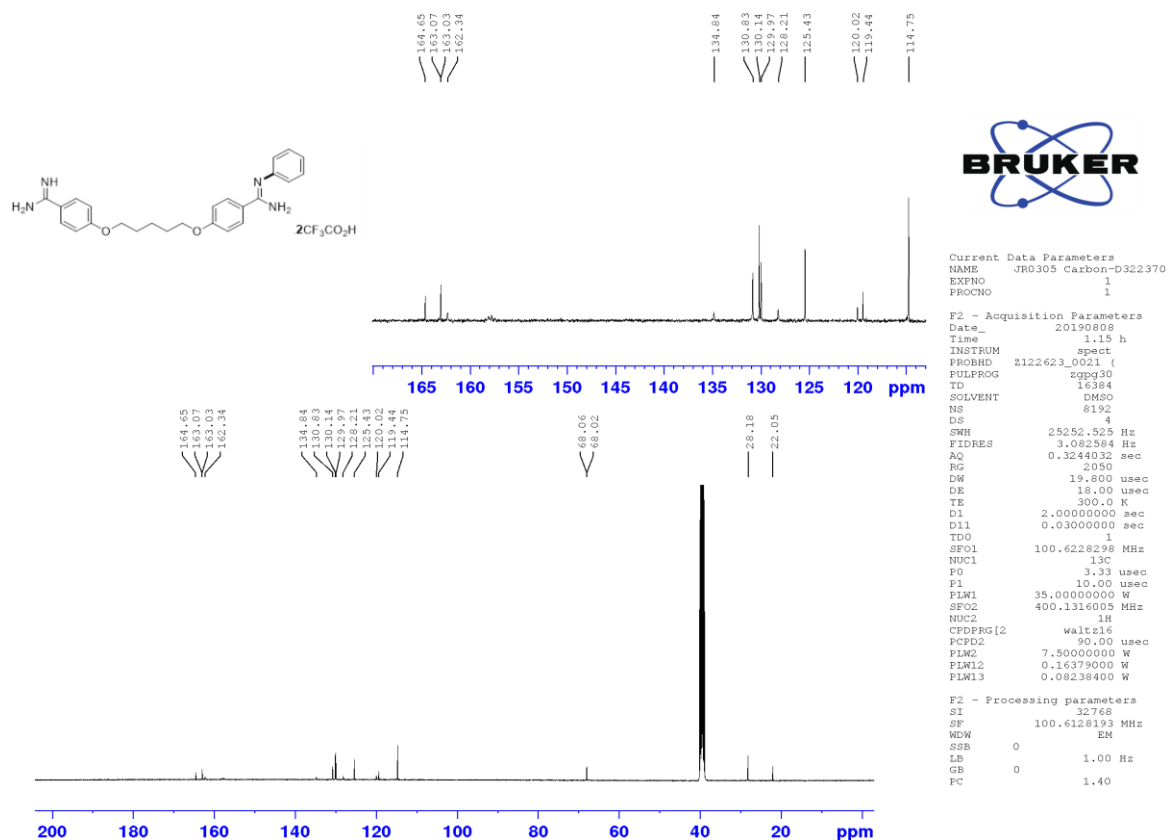 164.65
163.07
163.03
162.34
134.84
130.83
130.14
129.97
128.21
125.43
120.02
119.44
114.75
NH
H₂N
O
O
N
NH₂
.2CF₃CO₂H
165 160 155 150 145 140 135 130 125 120 ppm
164.65
163.07
163.03
162.34
134.84
130.83
130.14
129.97
128.21
125.43
120.02
119.44
114.75
68.06
68.02
28.18
22.05
200 180 160 140 120 100 80 60 40 20 ppm
BRUKER
Current Data Parameters
NAME JR0305 Carbon-D322370
EXPNO 1
PROCNO 1
F2 - Acquisition Parameters
Date_ 20190808
Time 1.15 h
INSTRUM spect
PROBHD Z122623_0021 (
PULPROG zgpg30
TD 16384
SOLVENT DMSO
NS 8192
DS 4
SWH 25252.525 Hz
FIDRES 3.082584 Hz
AQ 0.3244032 sec
RG 2050
DW 19.800 usec
DE 18.00 usec
TE 300.0 K
D1 2.00000000 sec
D11 0.03000000 sec
TD0 1
SFO1 100.6228298 MHz
NUC1 13C
P0 3.33 usec
P1 10.00 usec
PLW1 35.00000000 W
SFO2 400.1316005 MHz
NUC2 1H
CPDPRG[2 waltz16
PCPD2 90.00 usec
PLW2 7.50000000 W
PLW12 0.16379000 W
PLW13 0.08238400 W
F2 - Processing parameters
SI 32768
SF 100.6128193 MHz
WDW EM
SSB 0
LB 1.00 Hz
GB 0
PC 1.40